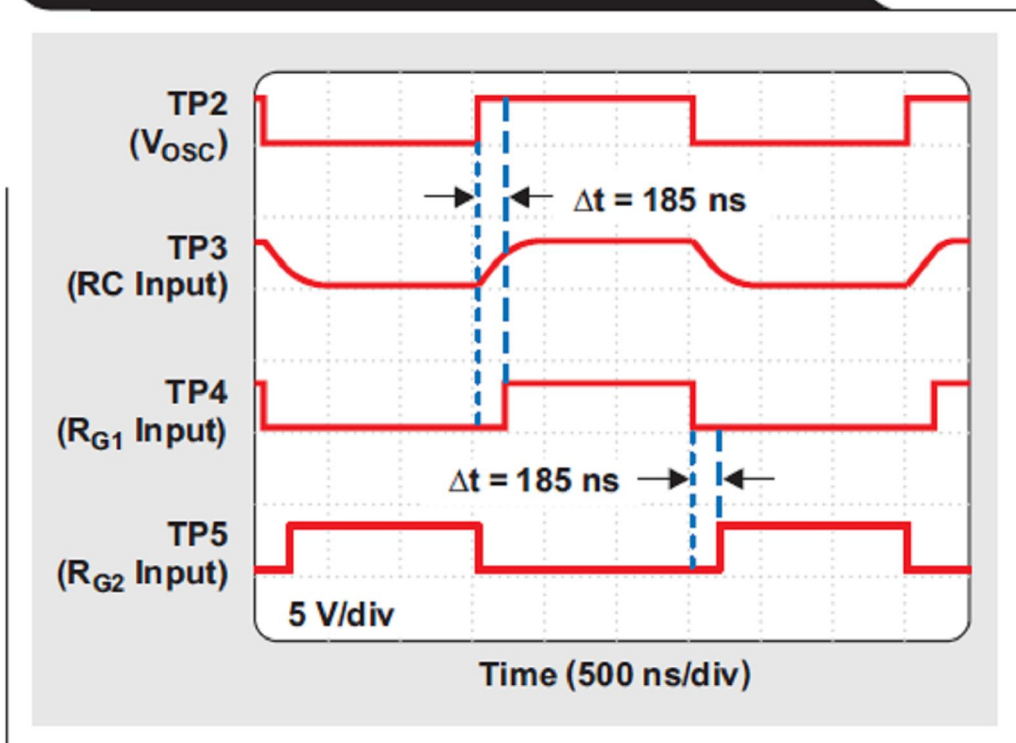 TP2
(VOSC)
Δt = 185 ns
TP3
(RC Input)
TP4
(RG1 Input)
Δt = 185 ns
TP5
(RG2 Input)
5 V/div
Time (500 ns/div)